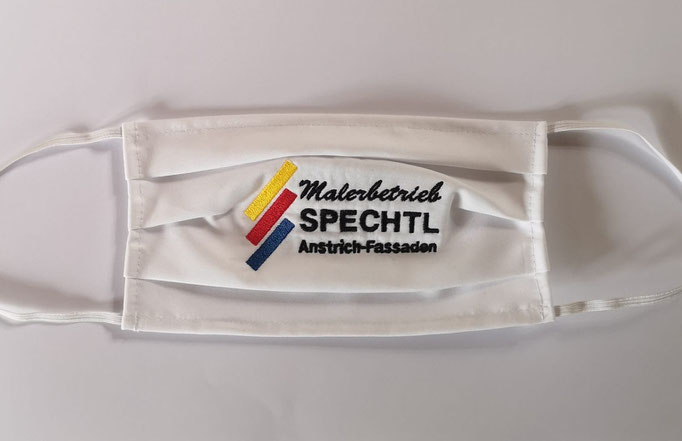 Malerbetrieb
SPECHTL
Anstrich-Fassaden